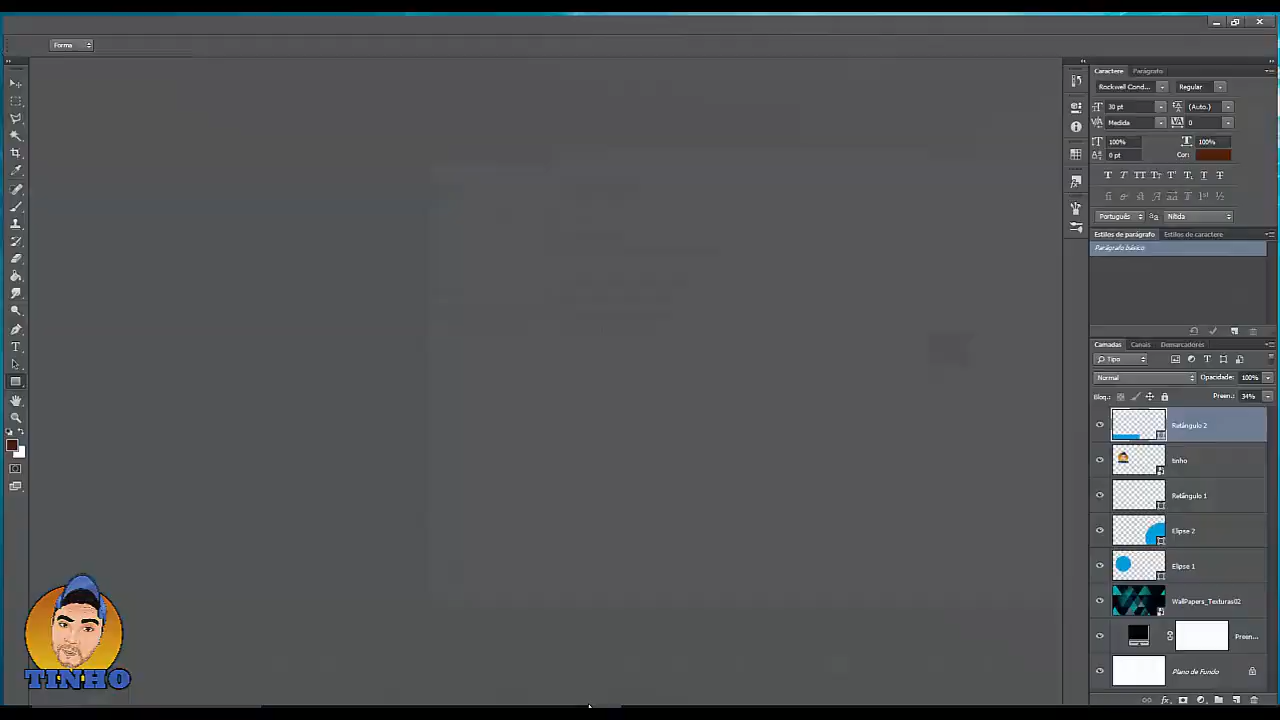 Forma
Caractere Parágrafo
Rockwell Cond... Regular
30 pt (Auto.)
Medida 0
100% 100%
0 pt Cor:
Português Nítida
Estilos de parágrafo Estilos de caractere
Parágrafo básico
Camadas Canais Demarcadores
Tipo
Normal Opacidade: 100%
Bloq.: Preen.: 34%
Retângulo 2
tinho
Retângulo 1
Elipse 2
Elipse 1
WallPapers_Texturas02
Preen...
Plano de Fundo
TINHO